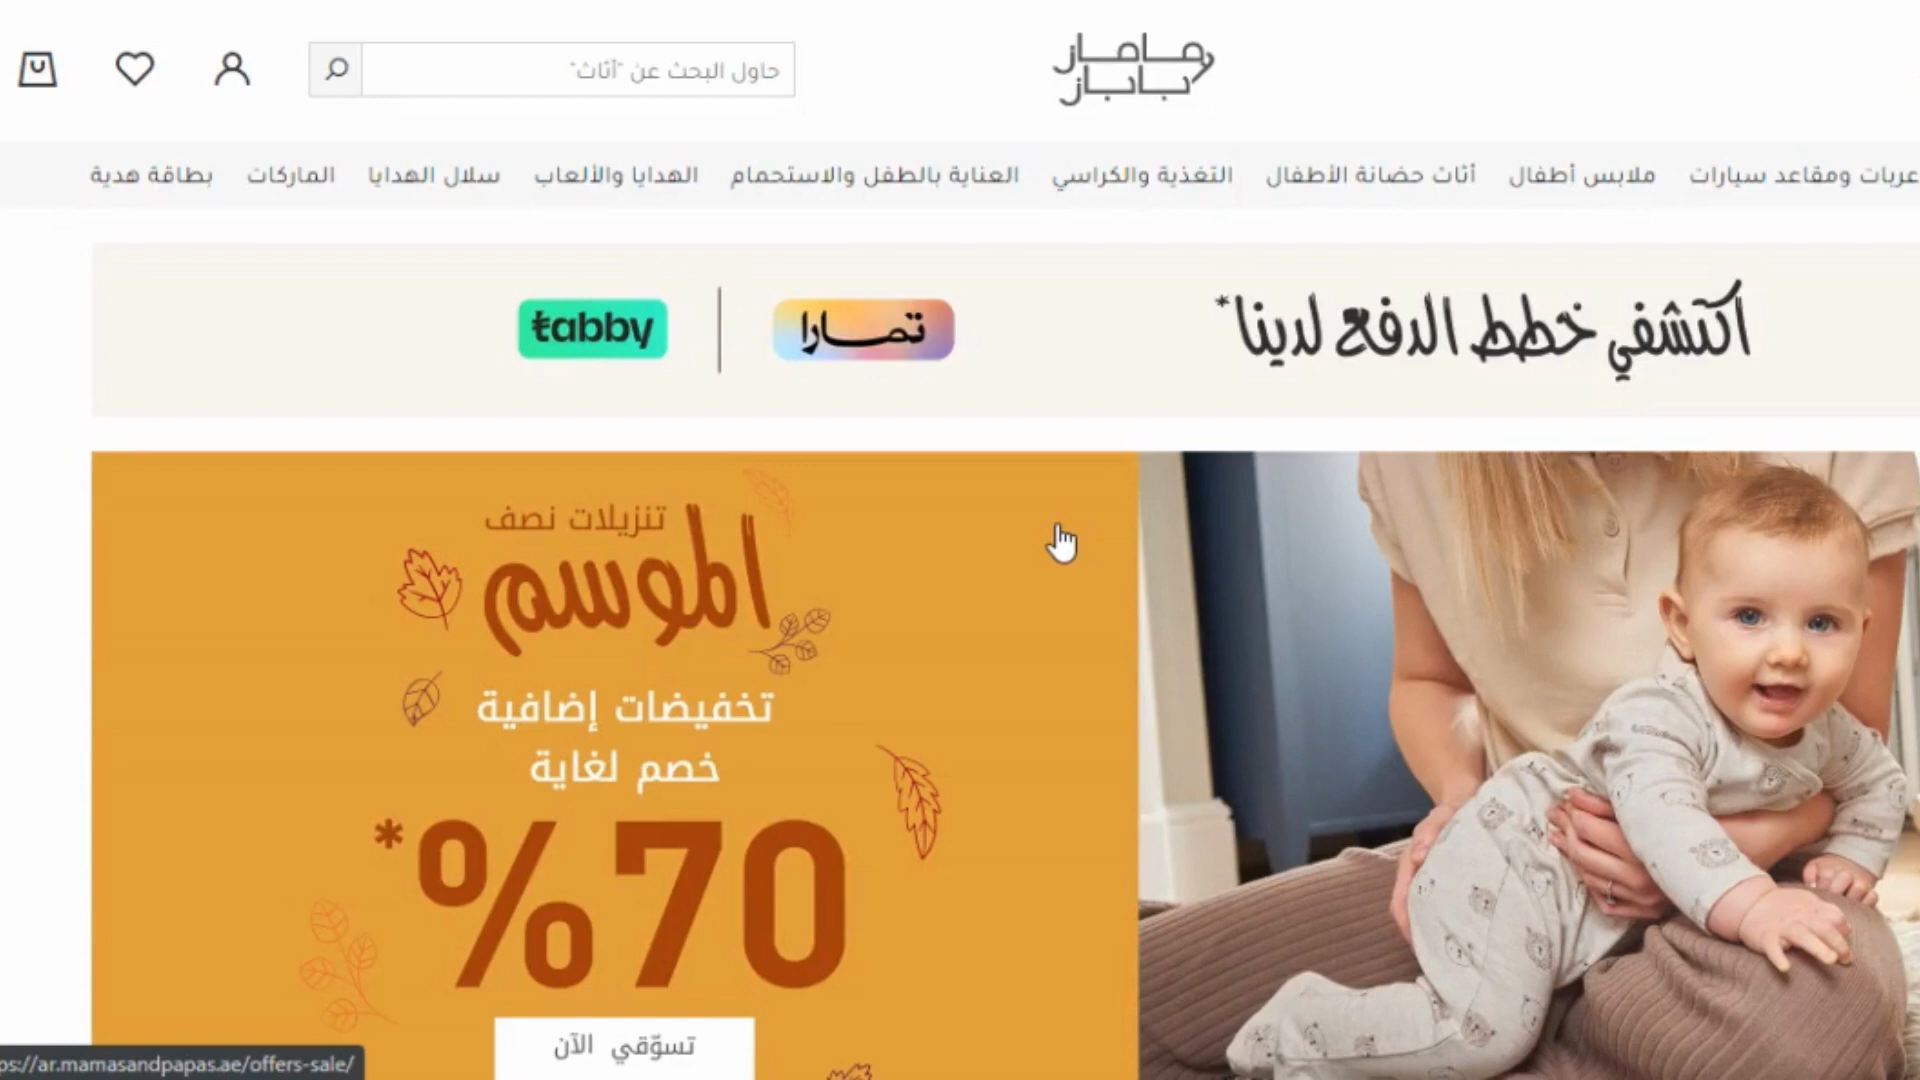 ماماز
باباز
حاول البحث عن "أثاث"
عربات ومقاعد سيارات
ملابس أطفال
أثاث حضانة الأطفال
التغذية والكراسي
العناية بالطفل والاستحمام
الهدايا والألعاب
سلال الهدايا
الماركات
بطاقة هدية
اكتشفي خطط الدفع لدينا*
تمارا
tabby
تنزيلات نصف
الموسم
تخفيضات إضافية
خصم لغاية
70%*
تسوّقي الآن
ps://ar.mamasandpapas.ae/offers-sale/